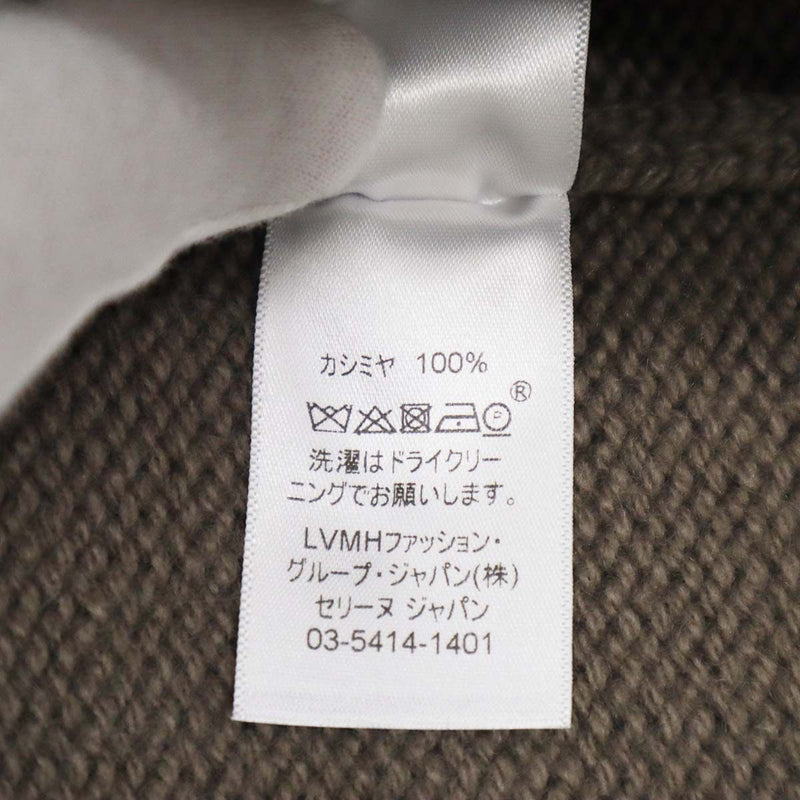 カシミヤ 100%
®
P
洗濯はドライクリー
ニングでお願いします。
LVMHファッション・
グループ・ジャパン(株)
セリーヌ ジャパン
03-5414-1401